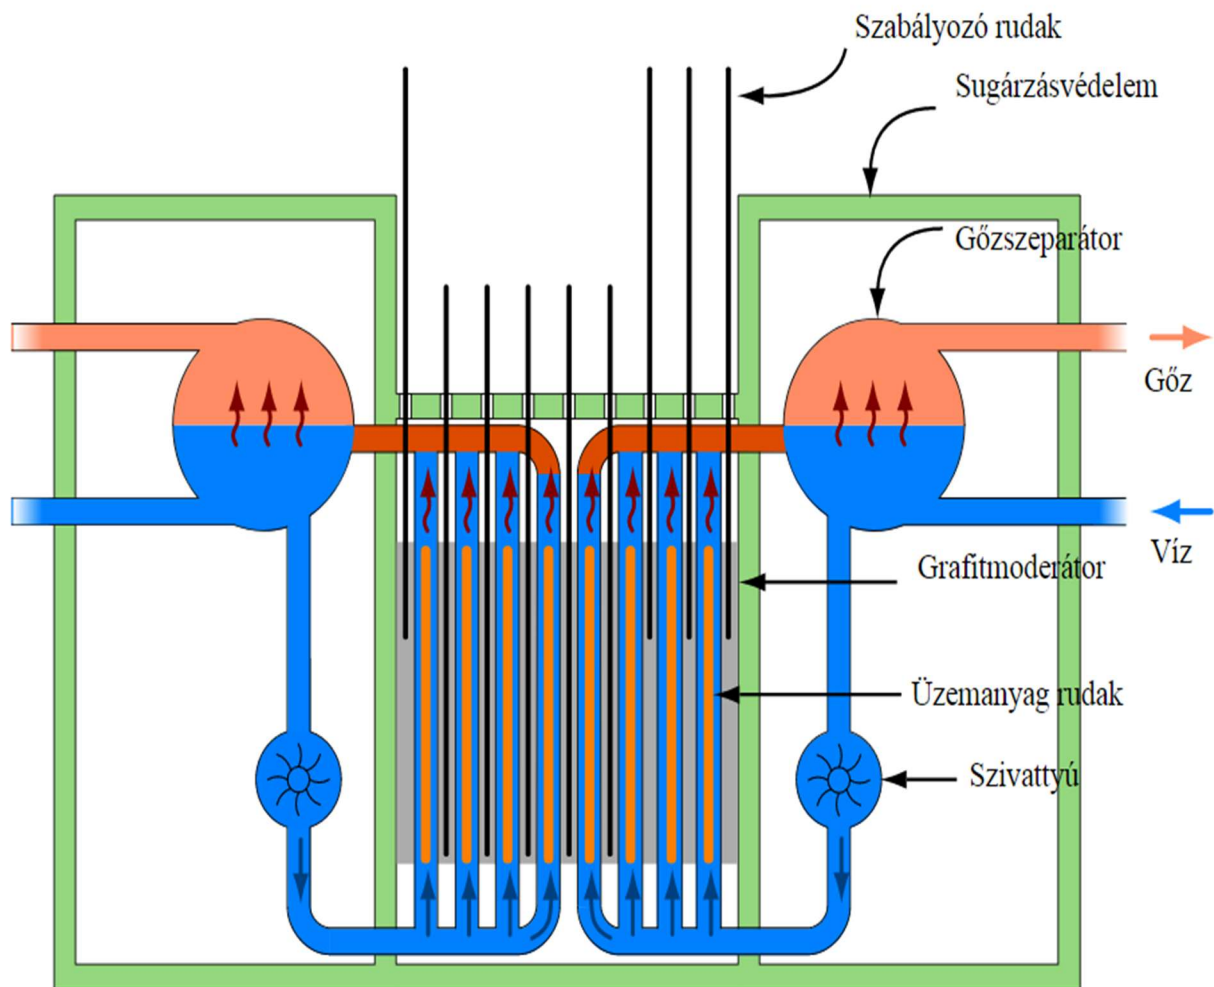 Szabályozó rudak
Sugárzásvédelem
Gőzszeparátor
Gőz
Víz
Grafitmoderátor
Üzemanyag rudak
Szivattyú